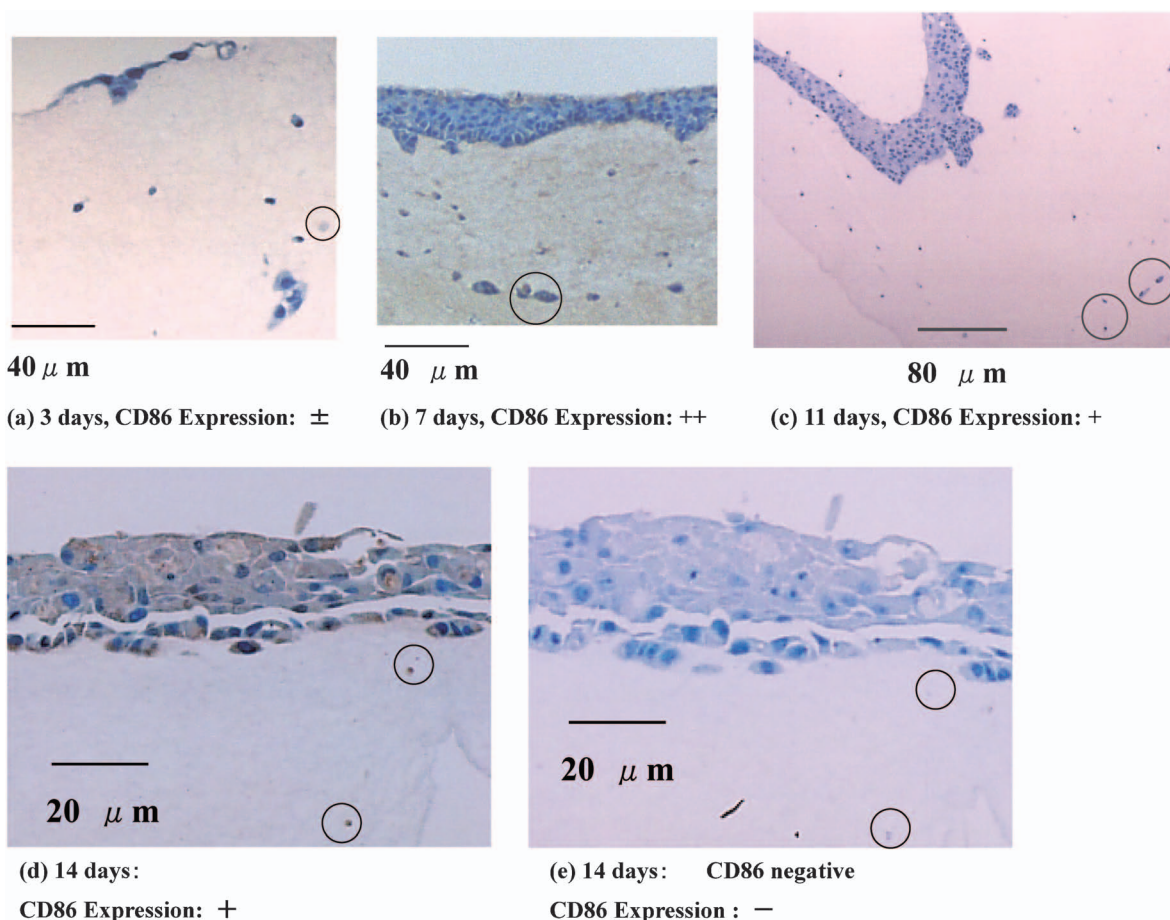 40 μ m
40 μ m
80 μ m
(a) 3 days, CD86 Expression: ±
(b) 7 days, CD86 Expression: ++
(c) 11 days, CD86 Expression: +
20 μ m
20 μ m
(d) 14 days:
CD86 Expression: +
(e) 14 days: CD86 negative
CD86 Expression : −